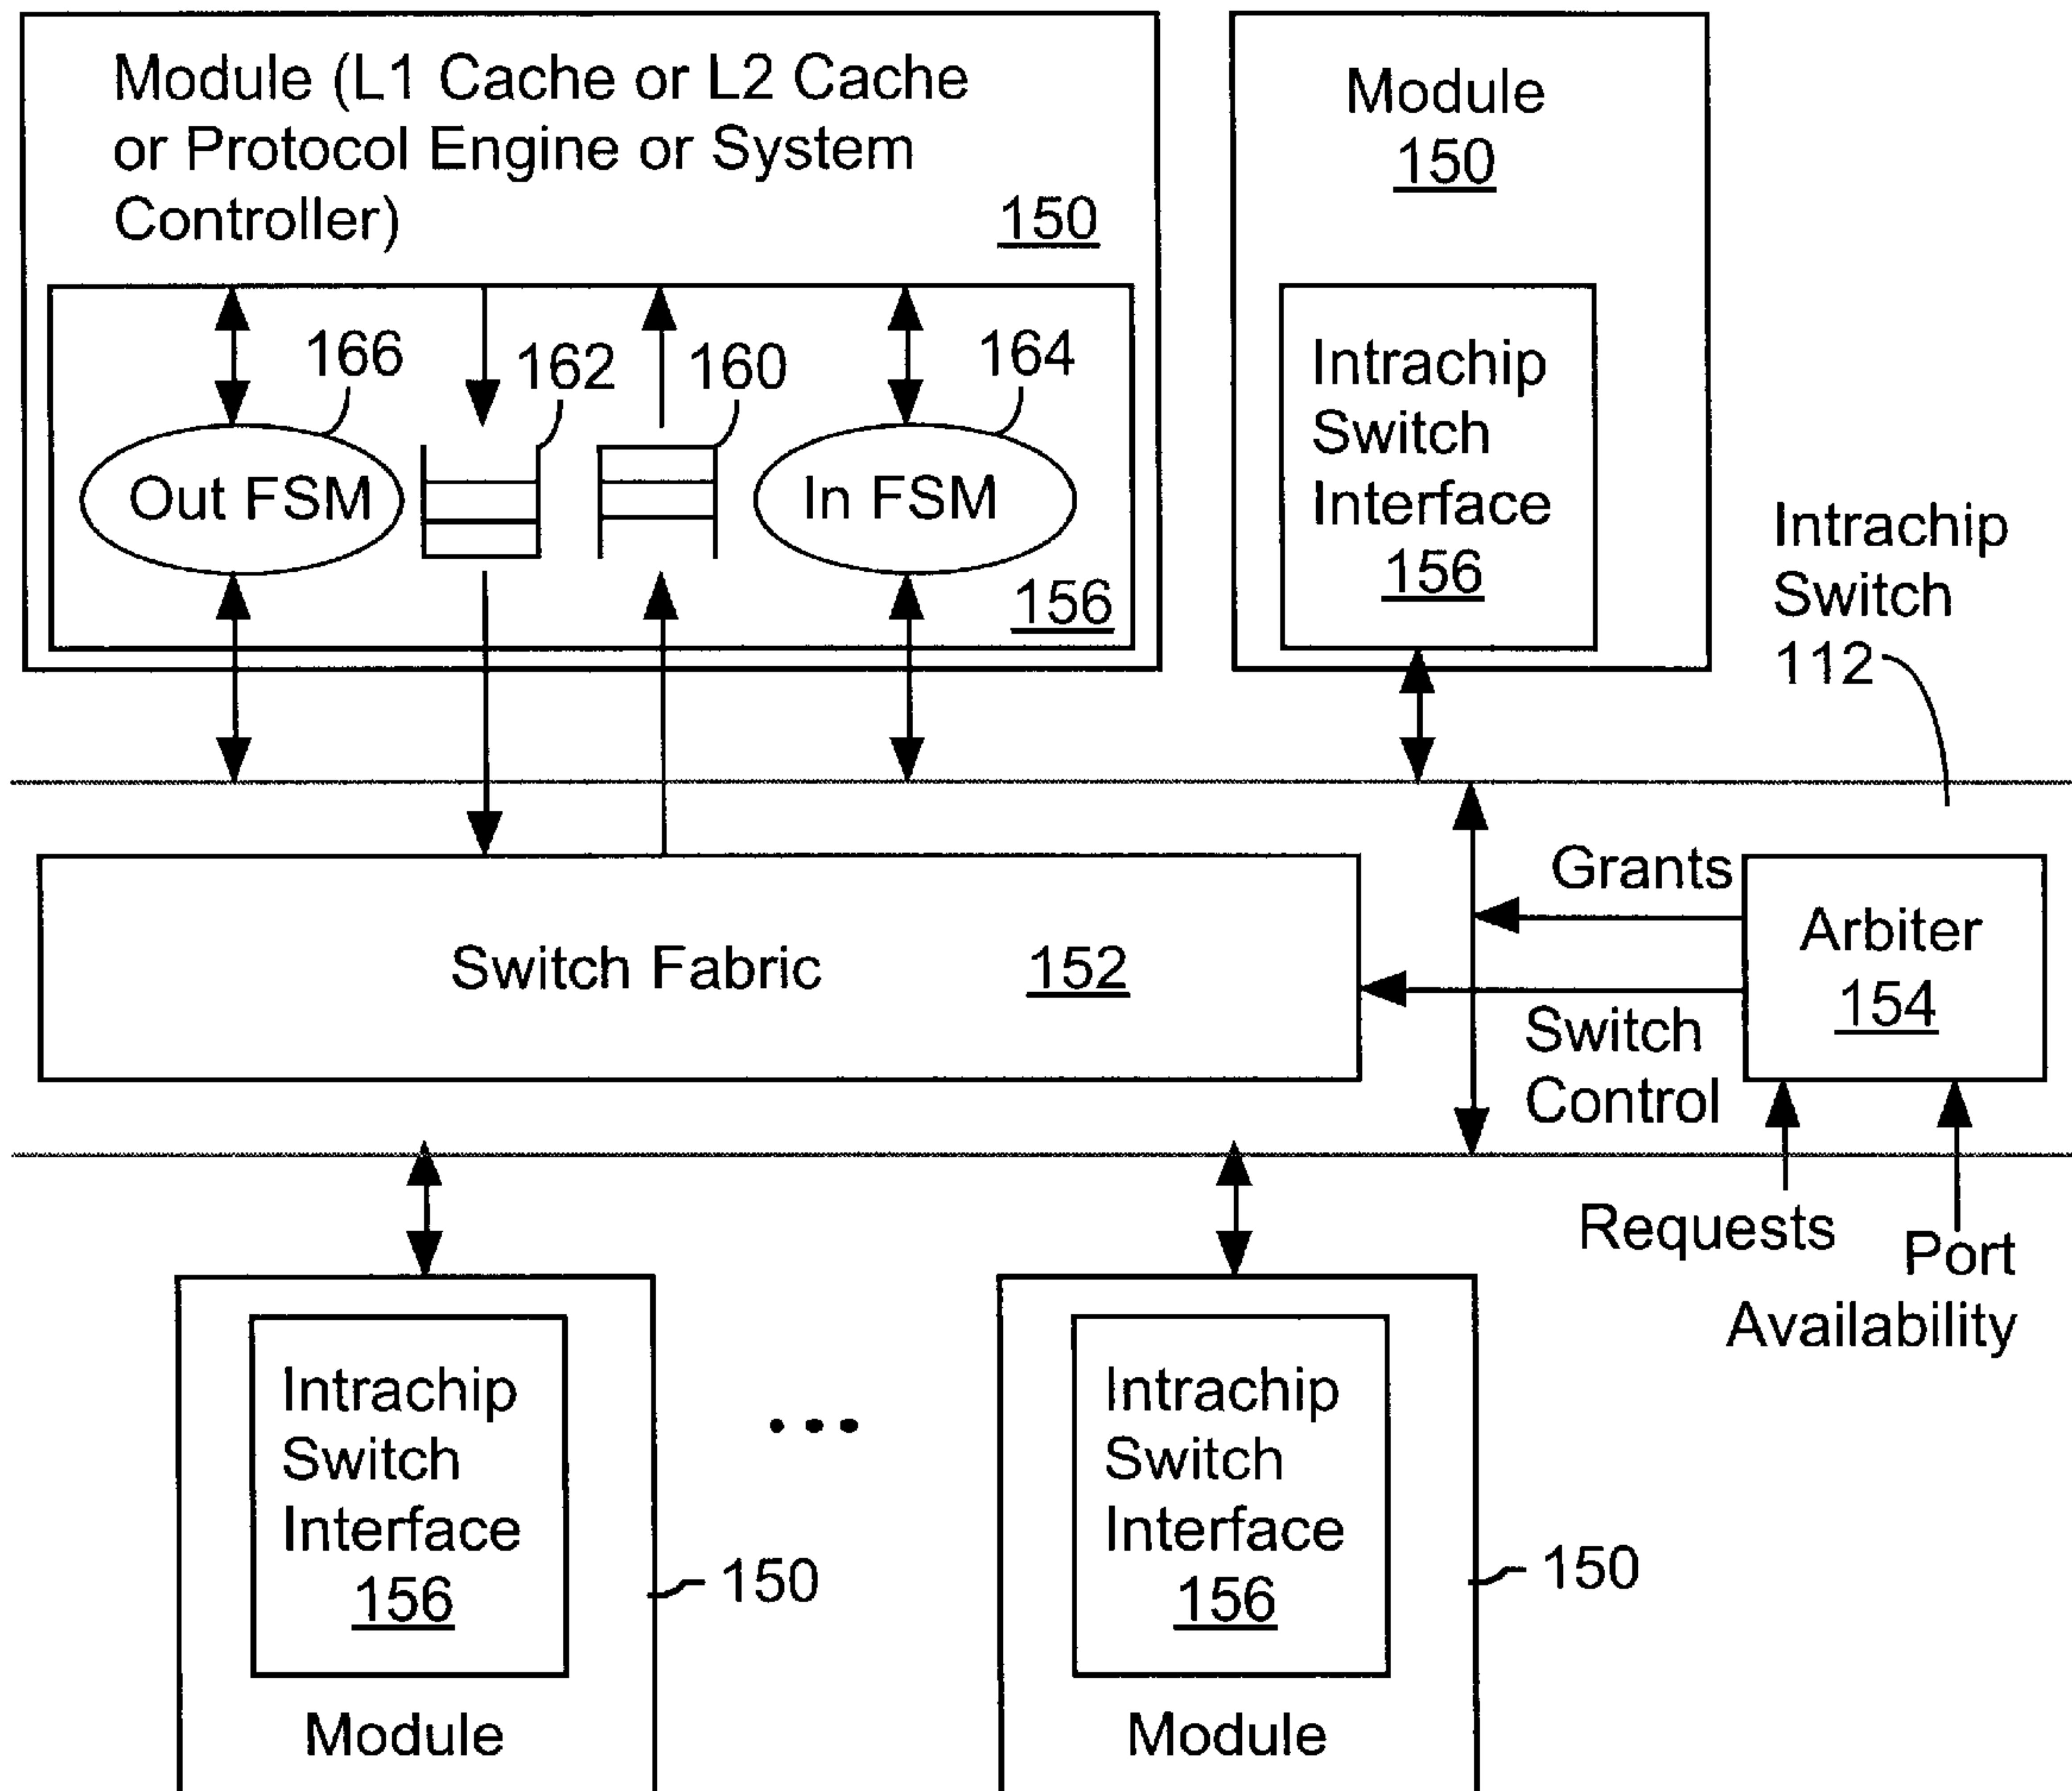 Module (L1 Cache or L2 Cache
or Protocol Engine or System
Controller)
150
166
162
160
164
Out FSM
In FSM
156
Module
150
Intrachip
Switch
Interface
156
Intrachip
Switch
112
Switch Fabric
152
Grants
Switch
Control
Arbiter
154
Requests
Port
Availability
Intrachip
Switch
Interface
156
Module
150
...
Intrachip
Switch
Interface
156
Module
150